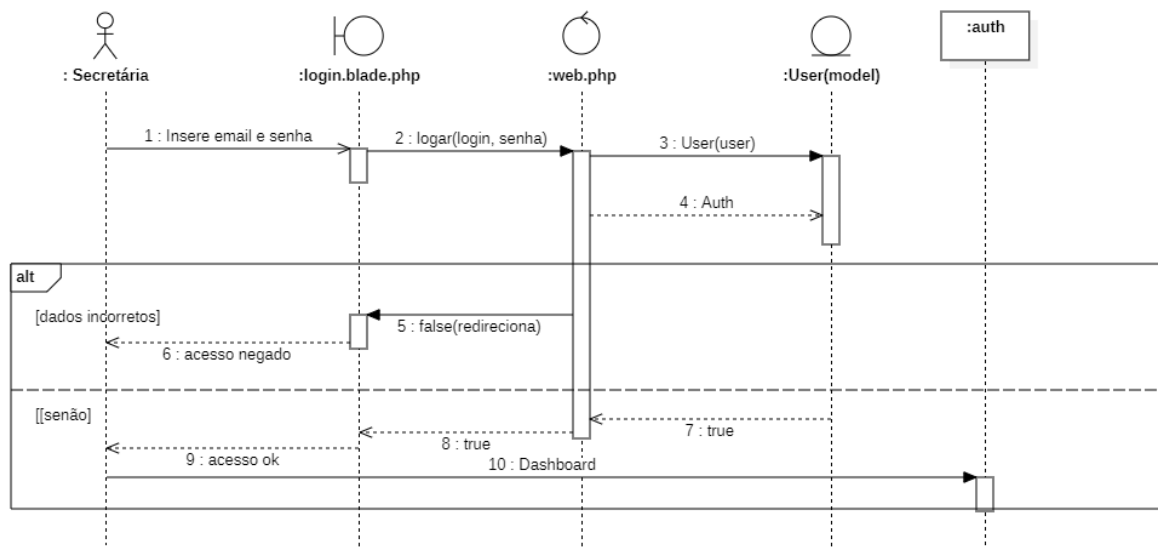 :auth
: Secretária
:login.blade.php
:web.php
:User(model)
1 : Insere email e senha
2 : logar(login, senha)
3 : User(user)
4 : Auth
alt
[dados incorretos]
5 : false(redireciona)
6 : acesso negado
[[senão]
7 : true
8 : true
9 : acesso ok
10 : Dashboard